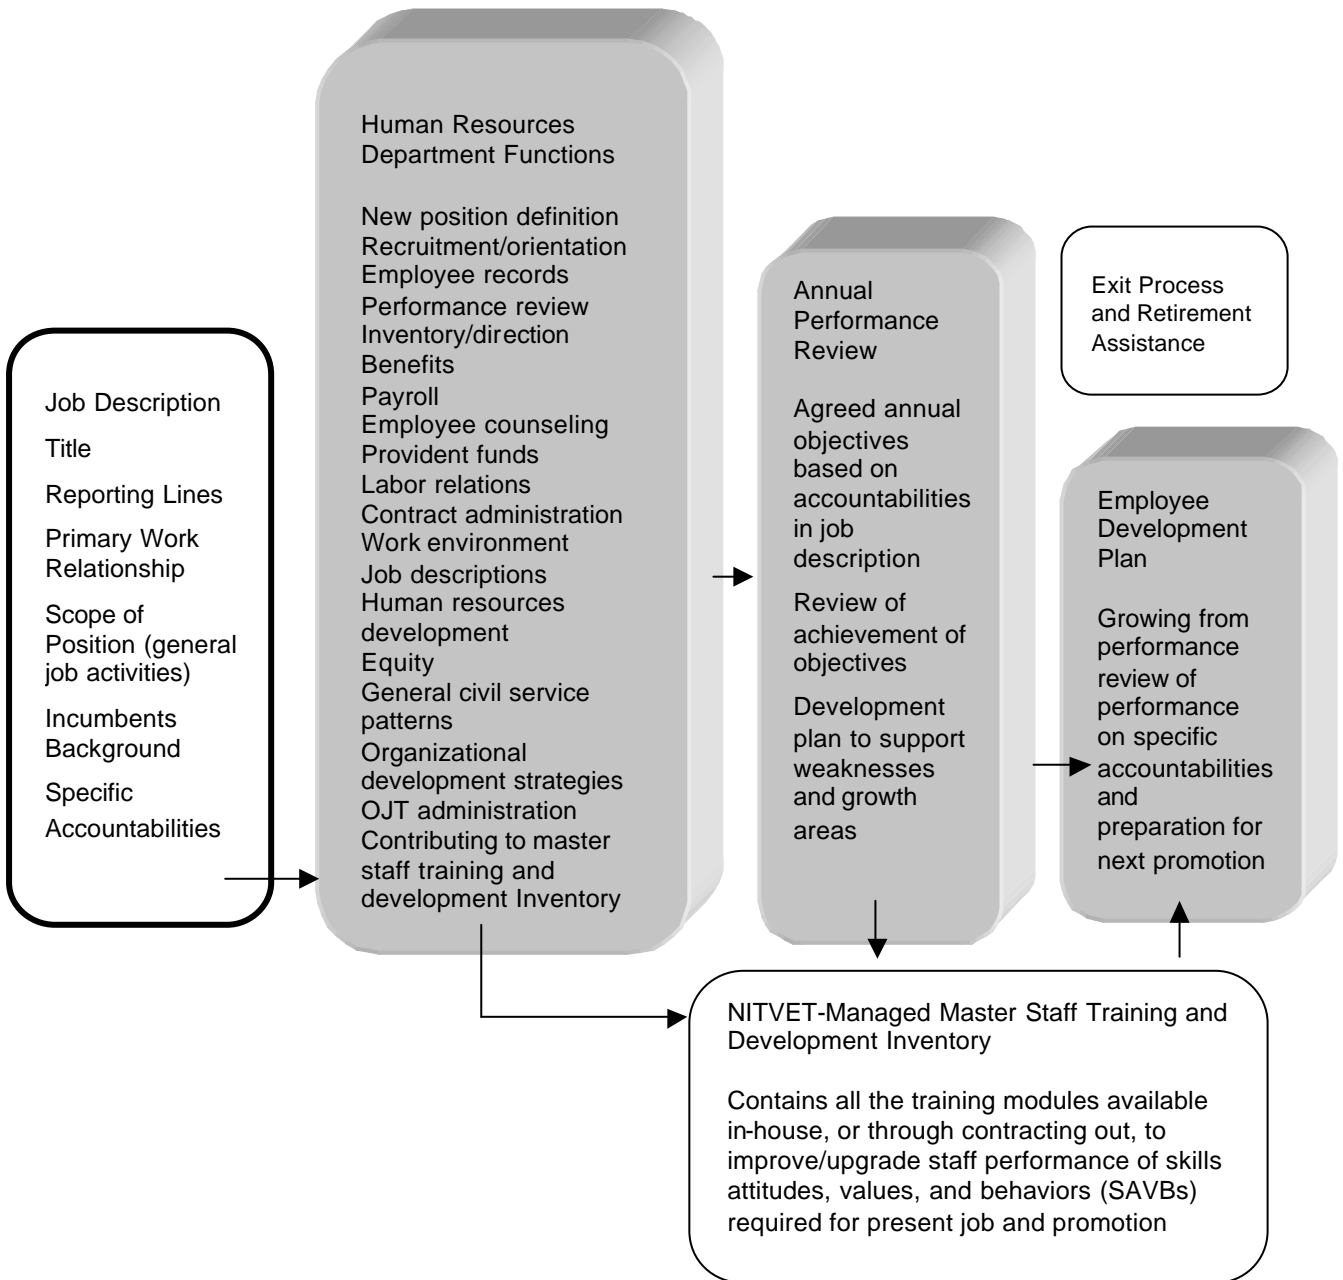 Job Description
Title
Reporting Lines
Primary Work
Relationship
Scope of
Position (general
job activities)
Incumbents
Background
Specific
Accountabilities
Human Resources
Department Functions
New position definition
Recruitment/orientation
Employee records
Performance review
Inventory/direction
Benefits
Payroll
Employee counseling
Provident funds
Labor relations
Contract administration
Work environment
Job descriptions
Human resources
development
Equity
General civil service
patterns
Organizational
development strategies
OJT administration
Contributing to master
staff training and
development Inventory
Annual
Performance
Review
Agreed annual
objectives
based on
accountabilities
in job
description
Review of
achievement of
objectives
Development
plan to support
weaknesses
and growth
areas
Exit Process
and Retirement
Assistance
Employee
Development
Plan
Growing from
performance
review of
performance
on specific
accountabilities
and
preparation for
next promotion
NITVET-Managed Master Staff Training and
Development Inventory
Contains all the training modules available
in-house, or through contracting out, to
improve/upgrade staff performance of skills
attitudes, values, and behaviors (SAVBs)
required for present job and promotion